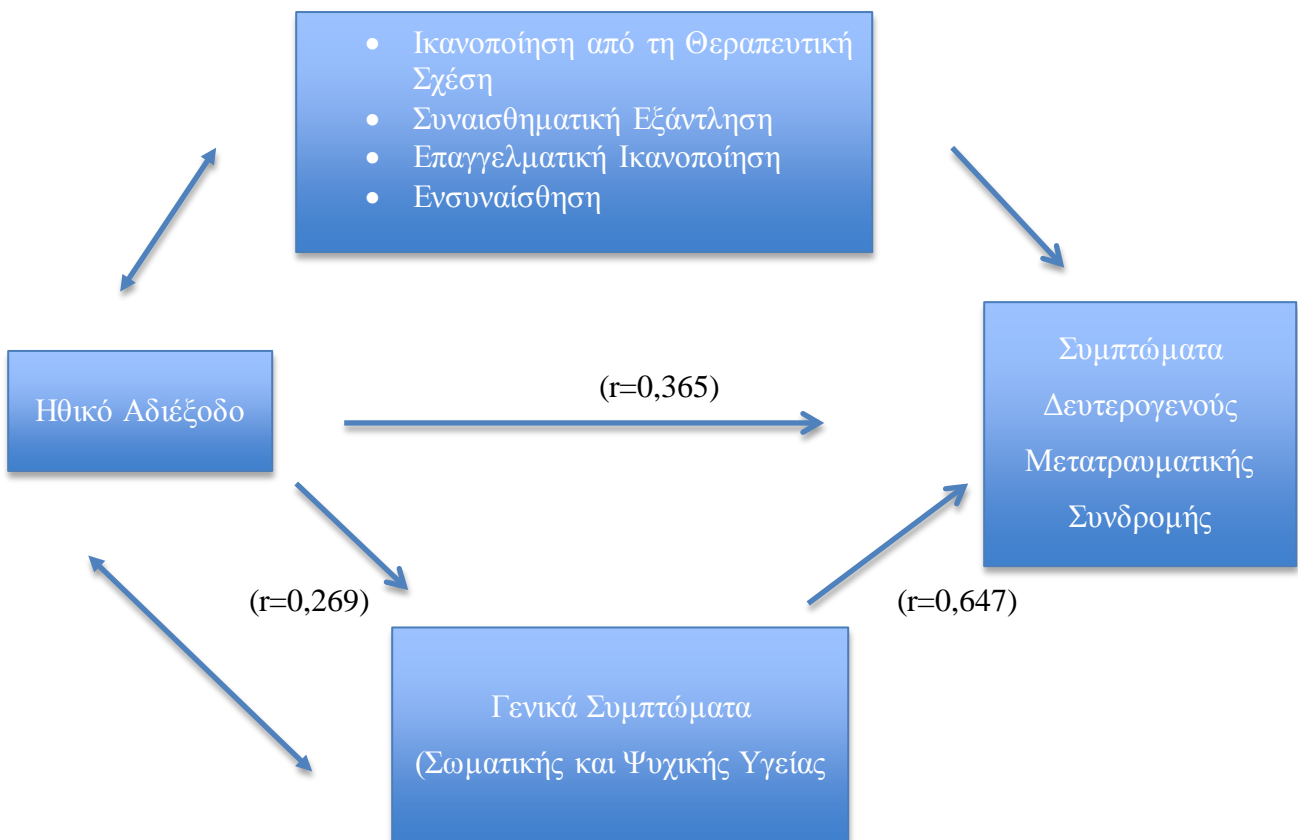 • Ικανοποίηση από τη Θεραπευτική
Σχέση
• Συναισθηματική Εξάντληση
• Επαγγελματική Ικανοποίηση
• Ενσυναίσθηση
Ηθικό Αδιέξοδο
(r=0,365)
Συμπτώματα
Δευτερογενούς
Μετατραυματικής
Συνδρομής
(r=0,269)
(r=0,647)
Γενικά Συμπτώματα
(Σωματικής και Ψυχικής Υγείας